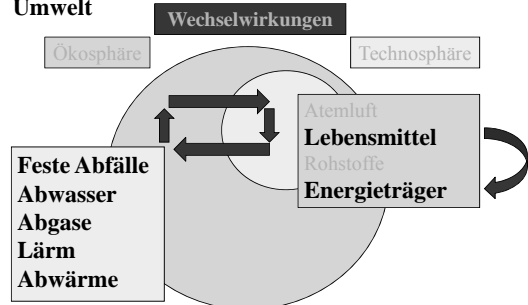 Umwelt
Wechselwirkungen
Ökosphäre
Technosphäre
Atemluft
Lebensmittel
Rohstoffe
Energieträger
Feste Abfälle
Abwasser
Abgase
Lärm
Abwärme